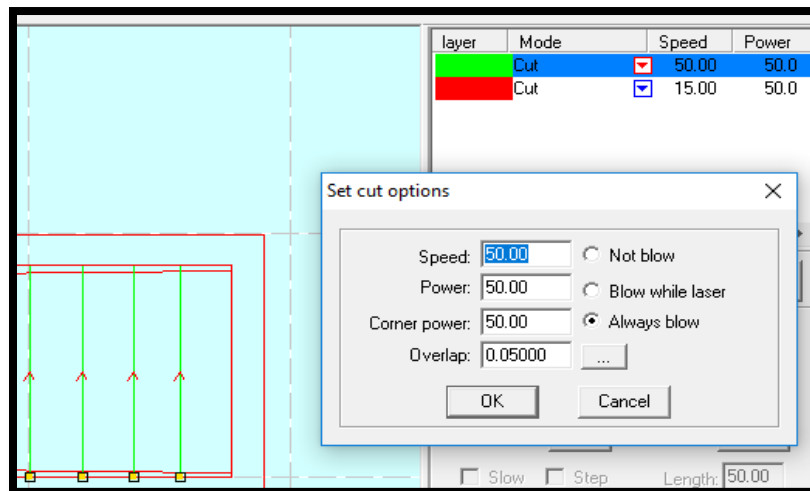 layer Mode Speed Power
Cut 50.00 50.0
Cut 15.00 50.0
Set cut options
Speed: 50.00 Not blow
Power: 50.00 Blow while laser
Corner power: 50.00 Always blow
Overlap: 0.05000 ...
OK Cancel
Slow Step Length: 50.00